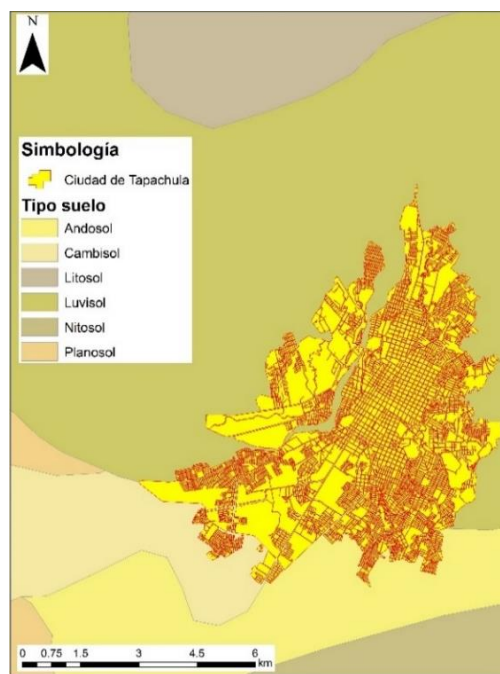 N
Simbología
Ciudad de Tapachula
Tipo suelo
Andosol
Cambisol
Litosol
Luvisol
Nitosol
Planosol
0 0.75 1.5 3 4.5 6
km